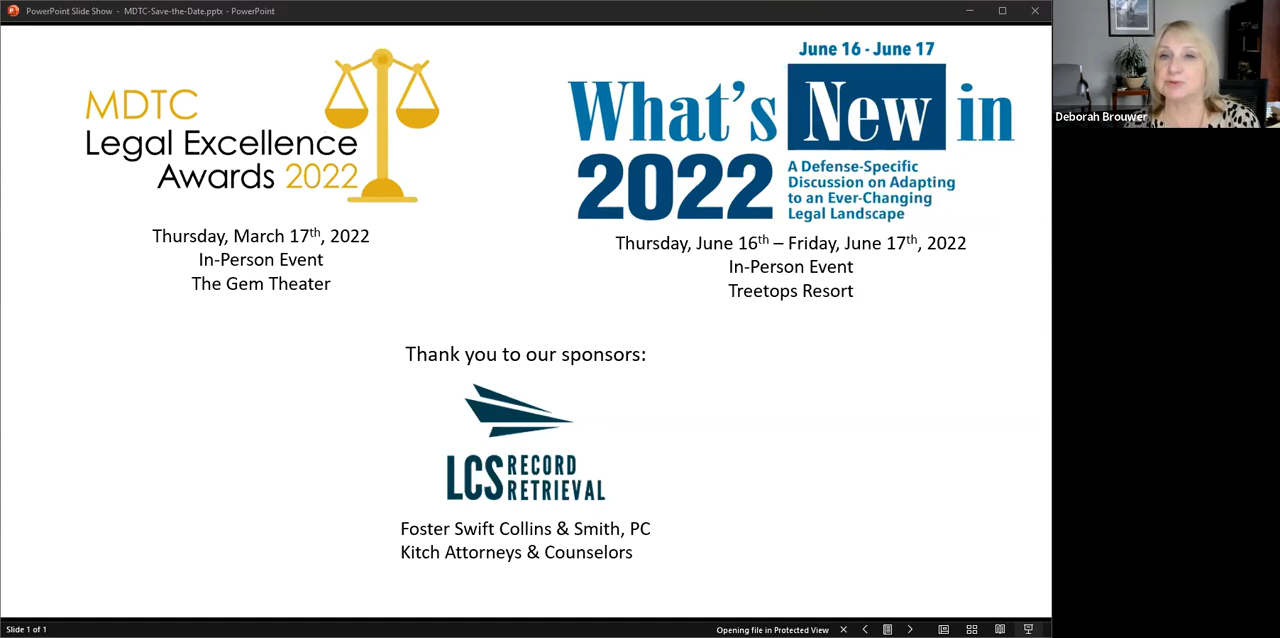 PowerPoint Slide Show - MDTC-Save-the-Date.pptx - PowerPoint
MDTC
Legal Excellence
Awards 2022
Thursday, March 17th, 2022
In-Person Event
The Gem Theater
June 16 - June 17
What's New in
2022
A Defense-Specific
Discussion on Adapting
to an Ever-Changing
Legal Landscape
Thursday, June 16th – Friday, June 17th, 2022
In-Person Event
Treetops Resort
Thank you to our sponsors:
LCS RECORD
RETRIEVAL
Foster Swift Collins & Smith, PC
Kitch Attorneys & Counselors
Deborah Brouwer
Slide 1 of 1
Opening file in Protected View